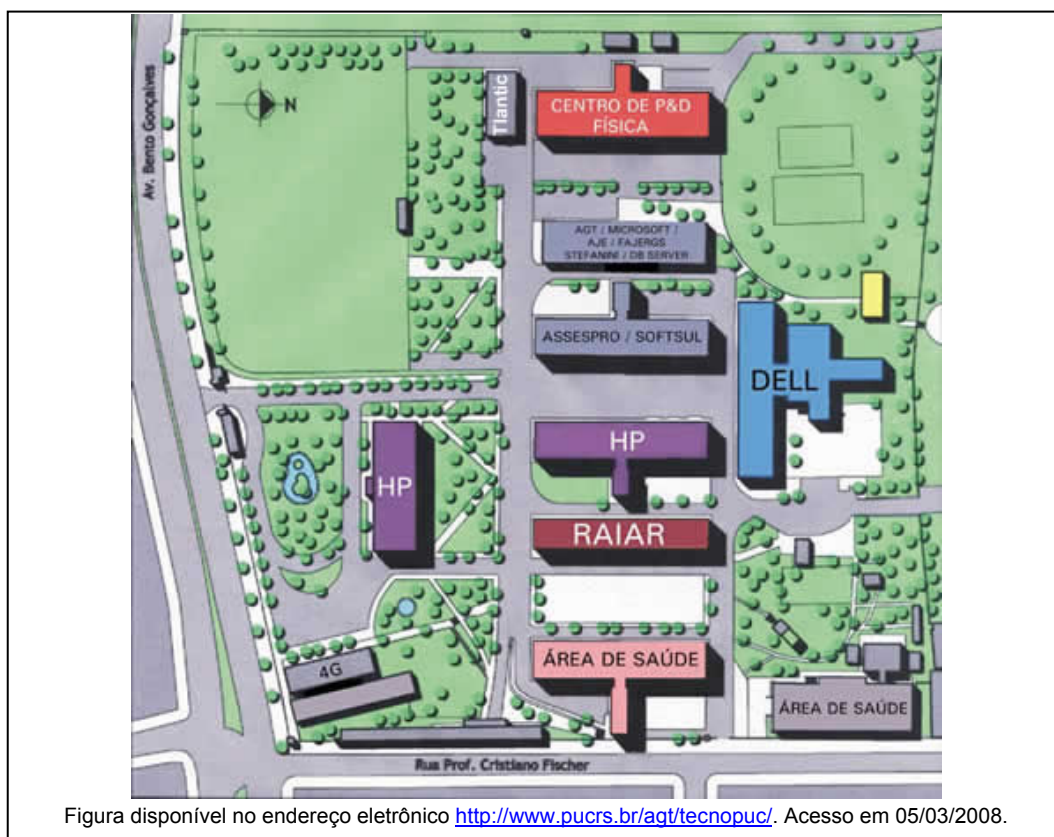 Av. Bento Gonçalves
N
Tlantic
CENTRO DE P&D
FÍSICA
AGT / MICROSOFT /
AJE / FAJERGS
STEFANINI / DB SERVER
ASSESPRO / SOFTSUL
DELL
HP
HP
RAIAR
4G
ÁREA DE SAÚDE
ÁREA DE SAÚDE
Rua Prof. Cristiano Fischer
Figura disponível no endereço eletrônico http://www.pucrs.br/agt/tecnopuc/. Acesso em 05/03/2008.